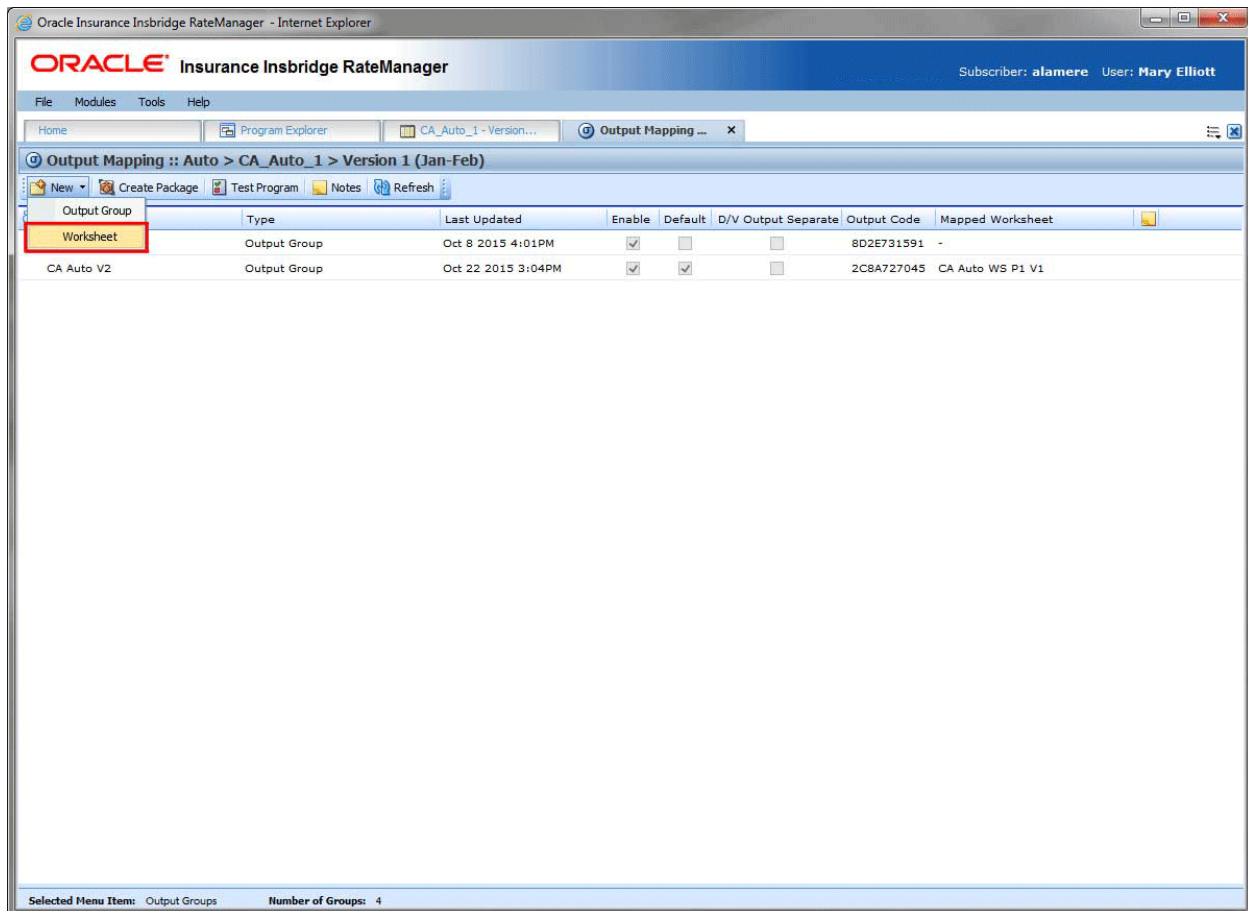 Oracle Insurance Insbridge RateManager - Internet Explorer
ORACLE Insurance Insbridge RateManager
Subscriber: alamere User: Mary Elliott
File Modules Tools Help
Home Program Explorer CA_Auto_1 - Version... Output Mapping ...
Output Mapping :: Auto > CA_Auto_1 > Version 1 (Jan-Feb)
New Create Package Test Program Notes Refresh
Output Group
Worksheet
Type Last Updated Enable Default D/V Output Separate Output Code Mapped Worksheet
Output Group Oct 8 2015 4:01PM 8D2E731591 -
CA Auto V2 Output Group Oct 22 2015 3:04PM 2C8A727045 CA Auto WS P1 V1
Selected Menu Item: Output Groups Number of Groups: 4